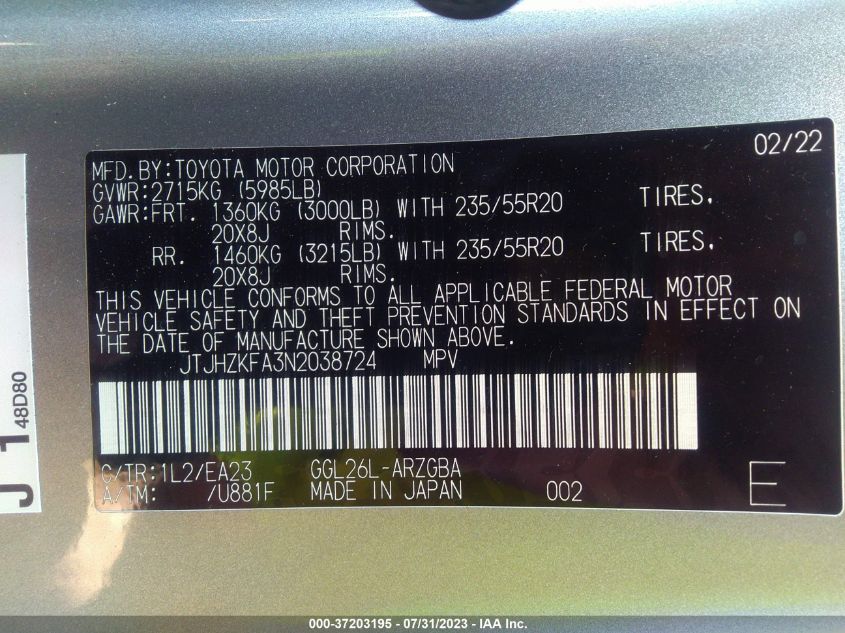 02/22
MFD.BY:TOYOTA MOTOR CORPORATION
GVWR:2715KG (5985LB)
GAWR:FRT. 1360KG (3000LB) WITH 235/55R20 TIRES,
20X8J RIMS.
RR. 1460KG (3215LB) WITH 235/55R20 TIRES,
20X8J RIMS.
THIS VEHICLE CONFORMS TO ALL APPLICABLE FEDERAL MOTOR
VEHICLE SAFETY AND THEFT PREVENTION STANDARDS IN EFFECT ON
THE DATE OF MANUFACTURE SHOWN ABOVE.
JTJHZKFA3N2038724 MPV
C/TR:1L2/EA23 GGL26L-ARZGBA
A/TM: /U881F MADE IN JAPAN 002 E
J 1
48D80
000-37203195 - 07/31/2023 - IAA Inc.